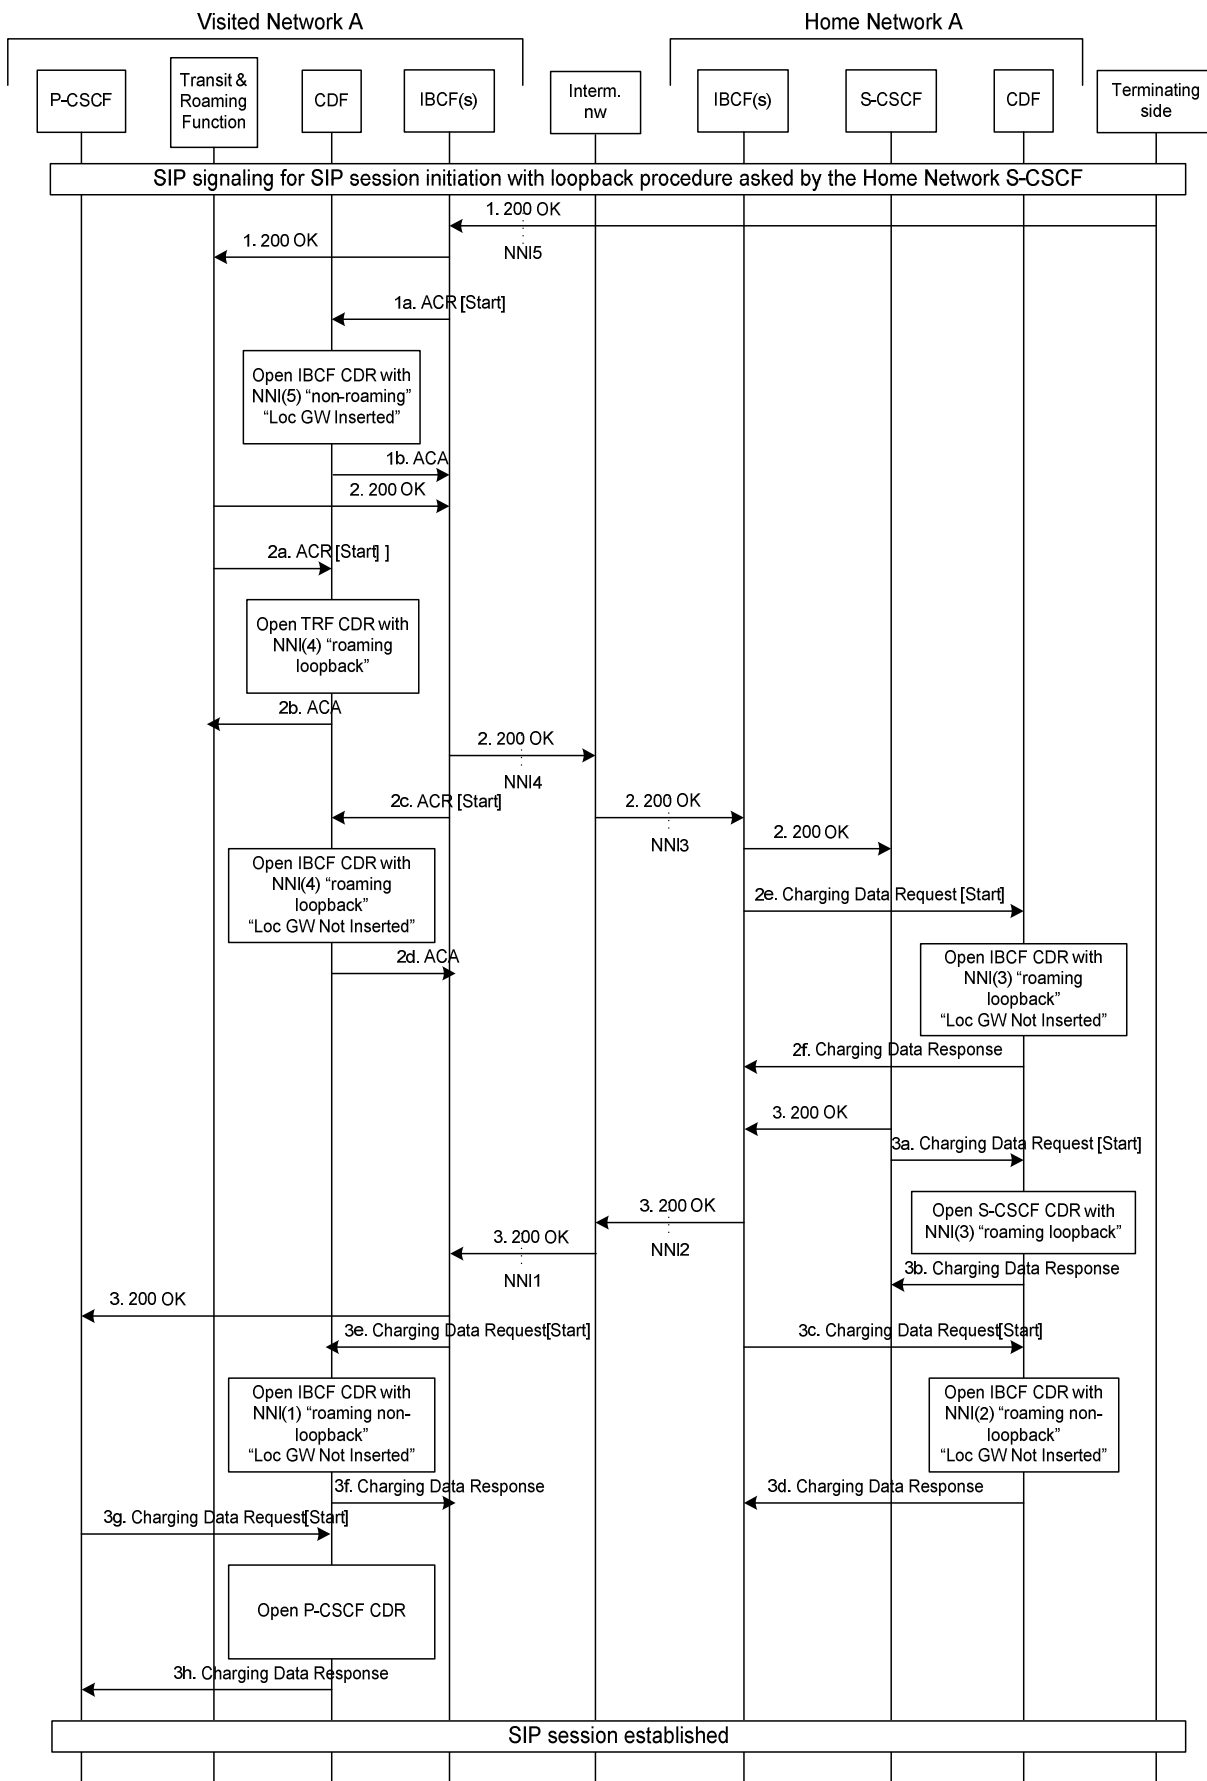 Visited Network A
Home Network A
P-CSCF
Transit &
Roaming
Function
CDF
IBCF(s)
Interm.
nw
IBCF(s)
S-CSCF
CDF
Terminating
side
SIP signaling for SIP session initiation with loopback procedure asked by the Home Network S-CSCF
1. 200 OK
NNI5
1. 200 OK
1a. ACR [Start]
Open IBCF CDR with
NNI(5) “non-roaming”
“Loc GW Inserted”
1b. ACA
2. 200 OK
2a. ACR [Start] ]
Open TRF CDR with
NNI(4) “roaming
loopback”
2b. ACA
2. 200 OK
NNI4
2c. ACR [Start]
2. 200 OK
NNI3
2. 200 OK
Open IBCF CDR with
NNI(4) “roaming
loopback”
“Loc GW Not Inserted”
2e. Charging Data Request [Start]
2d. ACA
Open IBCF CDR with
NNI(3) “roaming
loopback”
“Loc GW Not Inserted”
2f. Charging Data Response
3. 200 OK
3a. Charging Data Request [Start]
Open S-CSCF CDR with
NNI(3) “roaming loopback”
3. 200 OK
NNI2
3. 200 OK
NNI1
3b. Charging Data Response
3. 200 OK
3e. Charging Data Request[Start]
3c. Charging Data Request[Start]
Open IBCF CDR with
NNI(1) “roaming non-
loopback”
“Loc GW Not Inserted”
Open IBCF CDR with
NNI(2) “roaming non-
loopback”
“Loc GW Not Inserted”
3f. Charging Data Response
3d. Charging Data Response
3g. Charging Data Request[Start]
Open P-CSCF CDR
3h. Charging Data Response
SIP session established